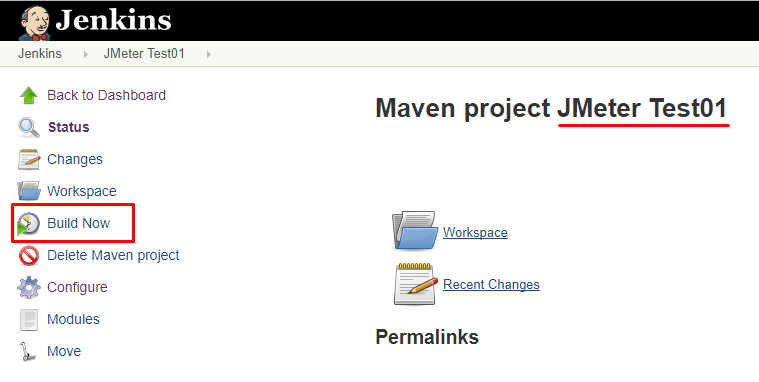 Jenkins
Jenkins JMeter Test01
Back to Dashboard
Status
Changes
Workspace
Build Now
Delete Maven project
Configure
Modules
Move
Maven project JMeter Test01
Workspace
Recent Changes
Permalinks